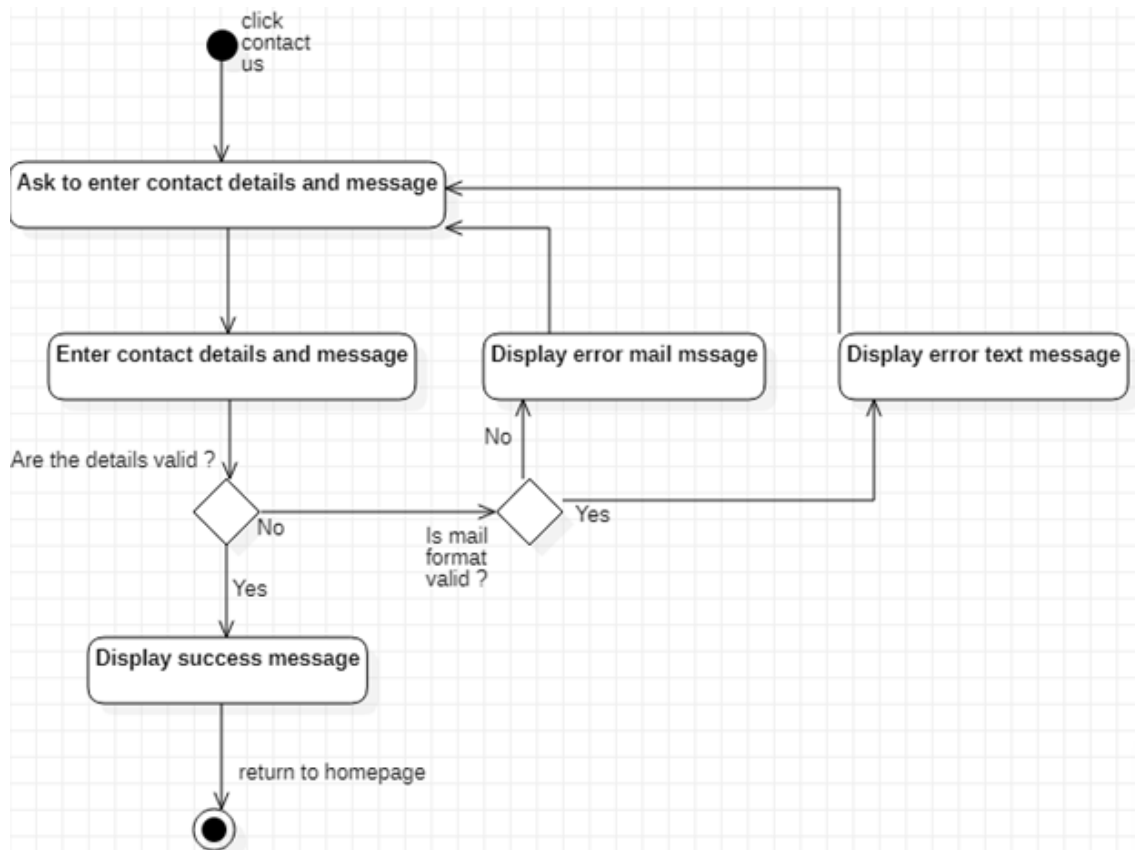 click
contact
us
Ask to enter contact details and message
Enter contact details and message
Display error mail mssage
Display error text message
No
Are the details valid ?
No
Is mail
format
valid ?
Yes
Yes
Display success message
return to homepage